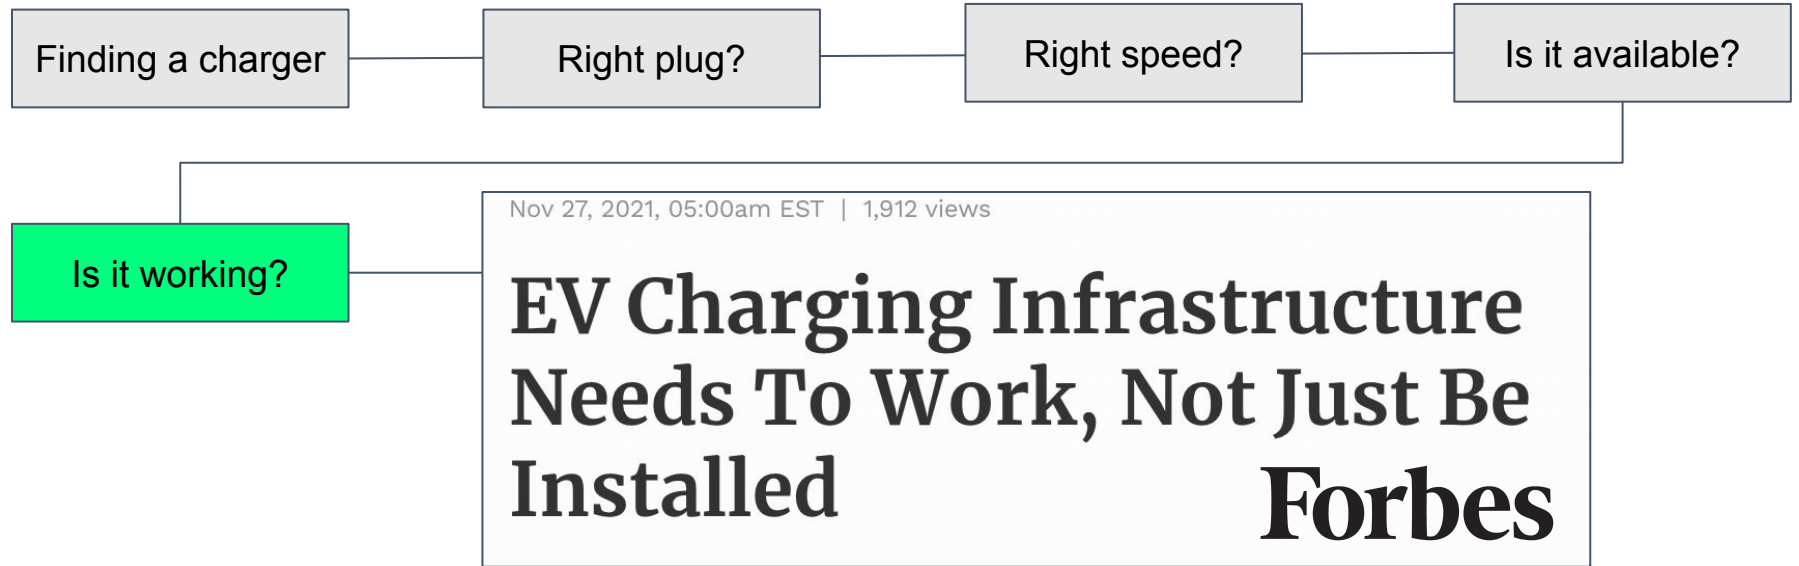 Finding a charger
Right plug?
Right speed?
Is it available?
Is it working?
Nov 27, 2021, 05:00am EST | 1,912 views
EV Charging Infrastructure
Needs To Work, Not Just Be
Installed
Forbes